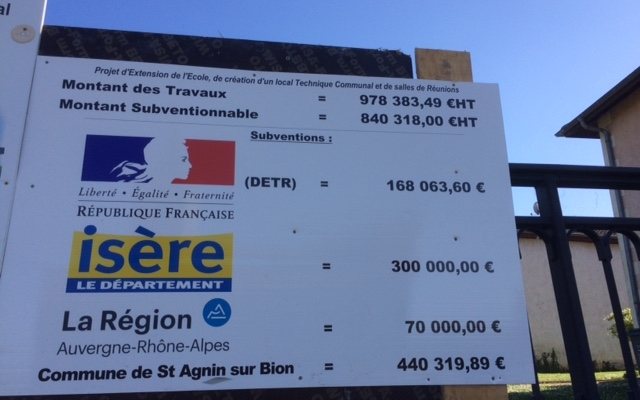 al
Projet d'Extension de l'Ecole, de création d'un local Technique Communal et de salles de Réunions
Montant des Travaux = 978 383,49 €HT
Montant Subventionnable = 840 318,00 €HT
Subventions :
Liberté • Égalité • Fraternité
RÉPUBLIQUE FRANÇAISE
(DETR) = 168 063,60 €
isère
LE DÉPARTEMENT
= 300 000,00 €
La Région
Auvergne-Rhône-Alpes
= 70 000,00 €
Commune de St Agnin sur Bion = 440 319,89 €